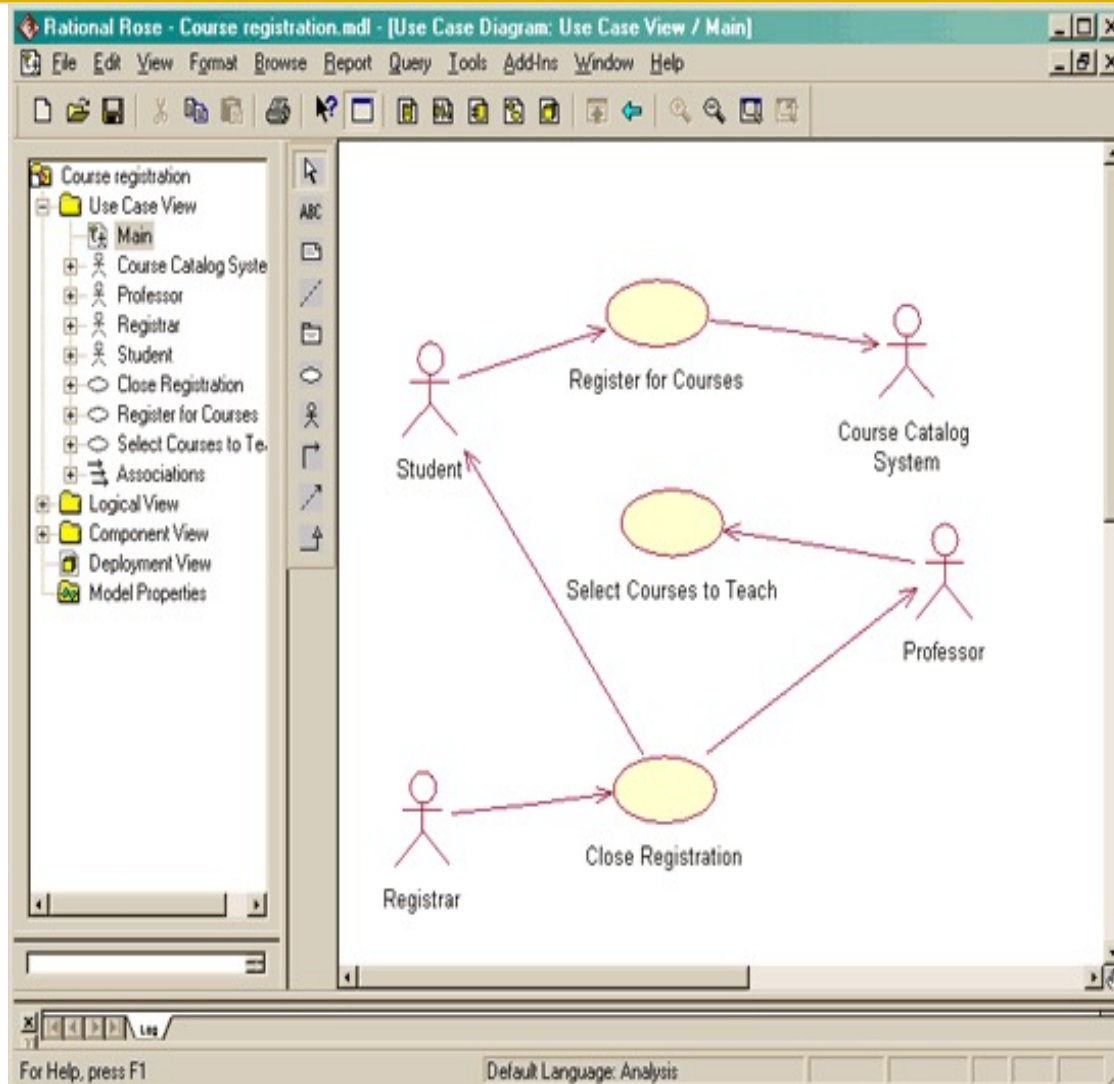 Rational Rose - Course registration.mdl - [Use Case Diagram: Use Case View / Main]
File Edit View Format Browse Report Query Tools Add-Ins Window Help
Course registration
Use Case View
Main
Course Catalog Syste
Professor
Registrar
Student
Close Registration
Register for Courses
Select Courses to Te
Associations
Logical View
Component View
Deployment View
Model Properties
ABC
Register for Courses
Student
Course Catalog
System
Select Courses to Teach
Professor
Close Registration
Registrar
Log
For Help, press F1
Default Language: Analysis